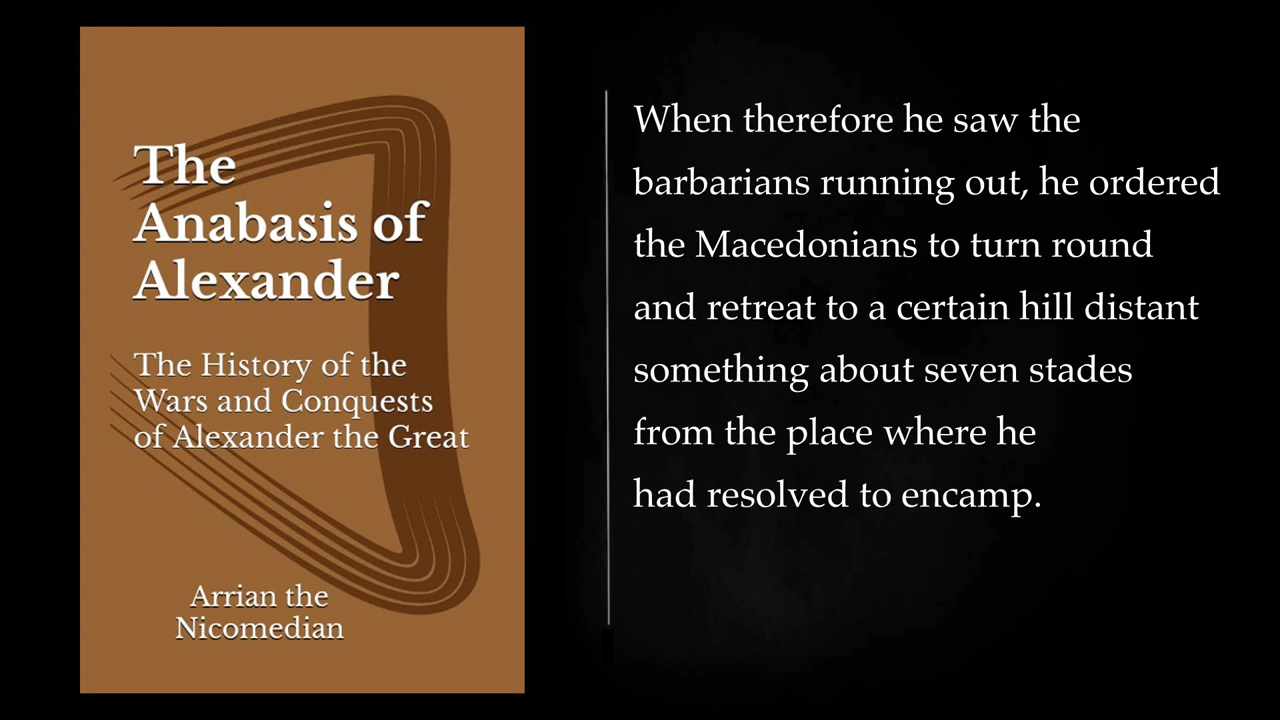 The
Anabasis of
Alexander
The History of the
Wars and Conquests
of Alexander the Great
Arrian the
Nicomedian
When therefore he saw the
barbarians running out, he ordered
the Macedonians to turn round
and retreat to a certain hill distant
something about seven stades
from the place where he
had resolved to encamp.